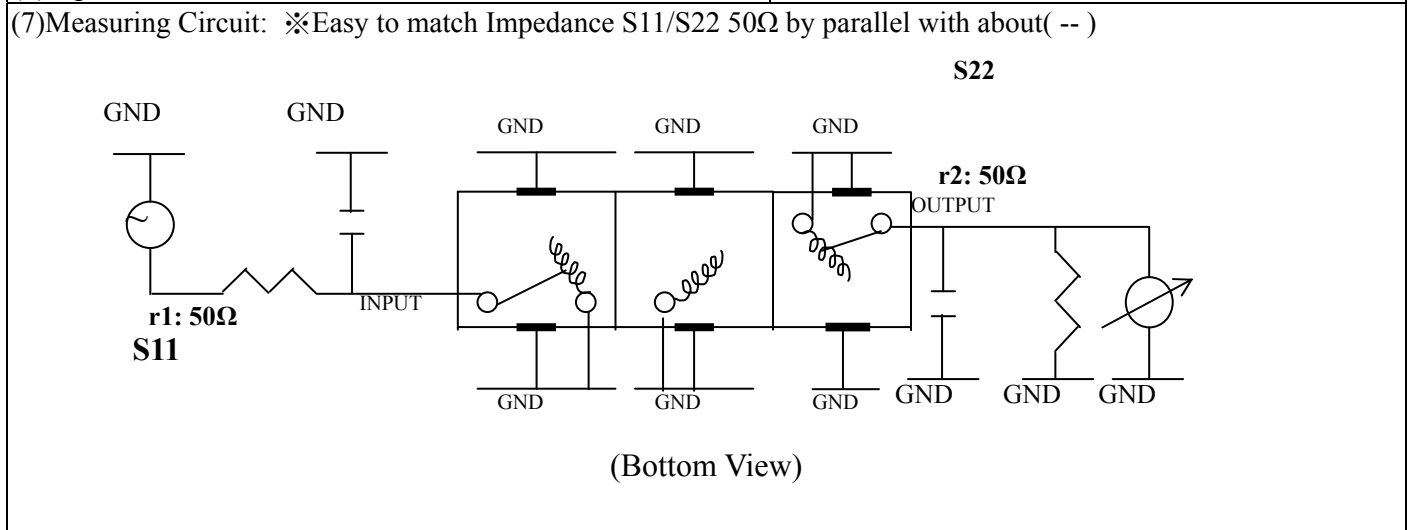 (7)Measuring Circuit: ※Easy to match Impedance S11/S22 50Ω by parallel with about( -- )
S22
GND GND GND GND GND
r2: 50Ω
OUTPUT
INPUT
r1: 50Ω
S11
GND GND GND GND GND GND
(Bottom View)